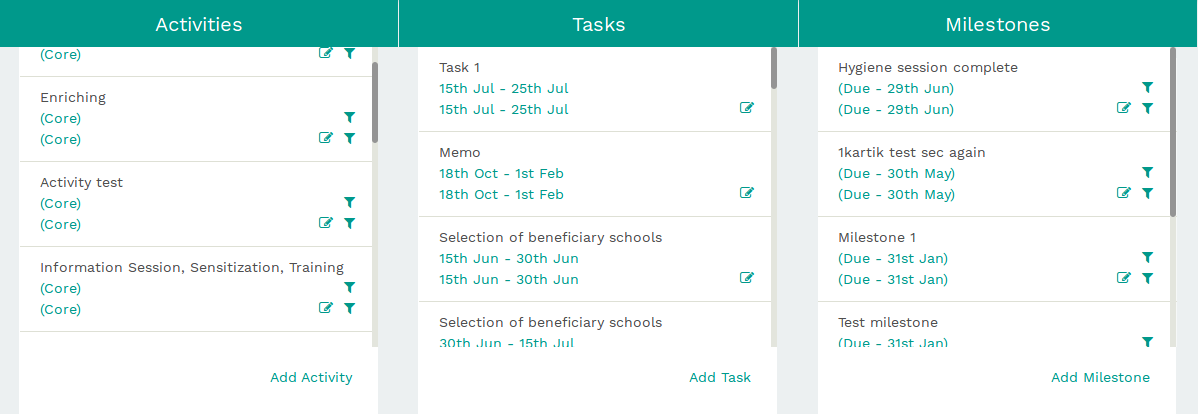 Activities
(Core)
Enriching
(Core)
(Core)
Activity test
(Core)
(Core)
Information Session, Sensitization, Training
(Core)
(Core)
Add Activity
Tasks
Task 1
15th Jul - 25th Jul
15th Jul - 25th Jul
Memo
18th Oct - 1st Feb
18th Oct - 1st Feb
Selection of beneficiary schools
15th Jun - 30th Jun
15th Jun - 30th Jun
Selection of beneficiary schools
30th Jun - 15th Jul
Add Task
Milestones
Hygiene session complete
(Due - 29th Jun)
(Due - 29th Jun)
1kartik test sec again
(Due - 30th May)
(Due - 30th May)
Milestone 1
(Due - 31st Jan)
(Due - 31st Jan)
Test milestone
(Due - 31st Jan)
Add Milestone